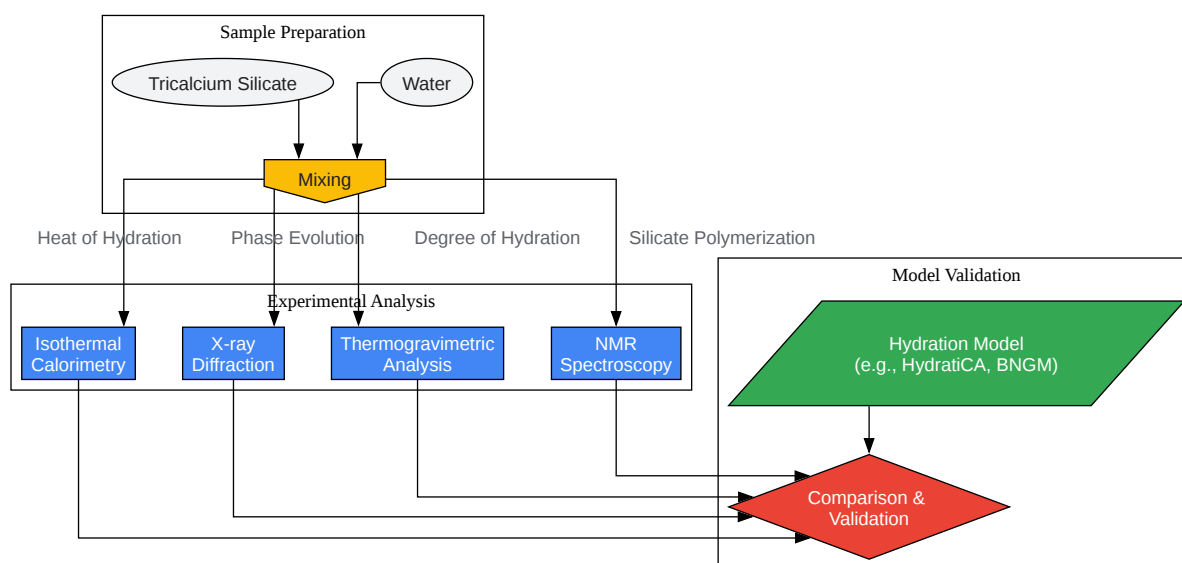 Sample Preparation
Tricalcium Silicate
Water
Mixing
Heat of Hydration
Phase Evolution
Degree of Hydration
Silicate Polymerization
Experimental Analysis
Isothermal
Calorimetry
X-ray
Diffraction
Thermogravimetric
Analysis
NMR
Spectroscopy
Model Validation
Hydration Model
(e.g., HydratiCA, BNGM)
Comparison &
Validation